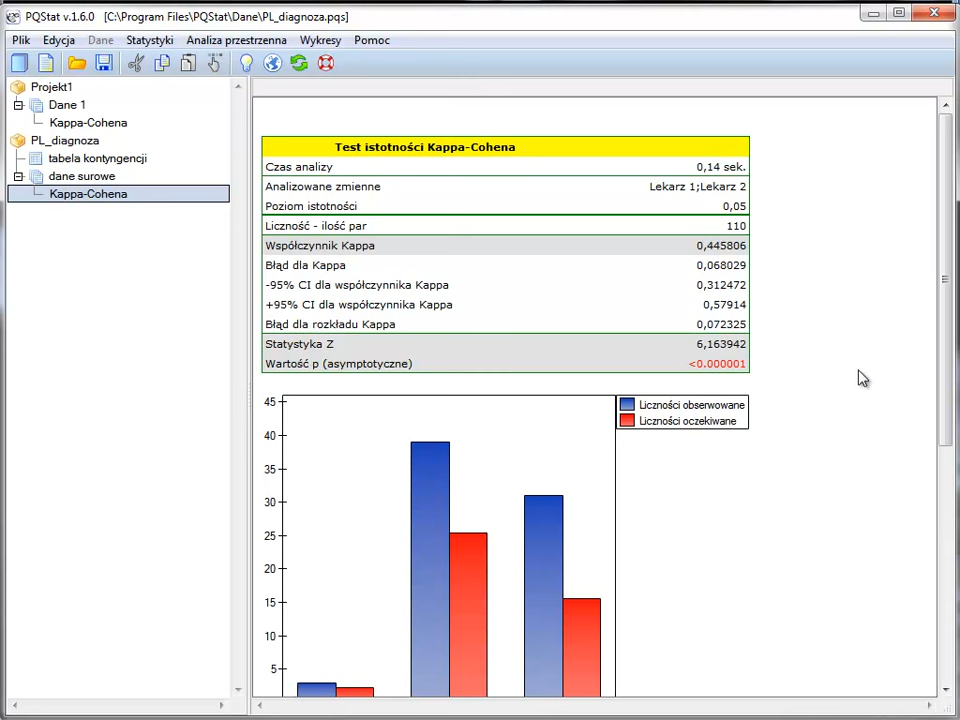 PQStat v.1.6.0 [C:\Program Files\PQStat\Dane\PL_diagnoza.pqs]
Plik Edycja Dane Statystyki Analiza przestrzenna Wykresy Pomoc
Projekt1
Dane 1
Kappa-Cohena
PL_diagnoza
tabela kontyngencji
dane surowe
Kappa-Cohena
Test istotności Kappa-Cohena
Czas analizy 0,14 sek.
Analizowane zmienne Lekarz 1;Lekarz 2
Poziom istotności 0,05
Liczność - ilość par 110
Współczynnik Kappa 0,445806
Błąd dla Kappa 0,068029
-95% CI dla współczynnika Kappa 0,312472
+95% CI dla współczynnika Kappa 0,57914
Błąd dla rozkładu Kappa 0,072325
Statystyka Z 6,163942
Wartość p (asymptotyczne) <0.000001
45
40
35
30
25
20
15
10
5
Liczności obserwowane
Liczności oczekiwane